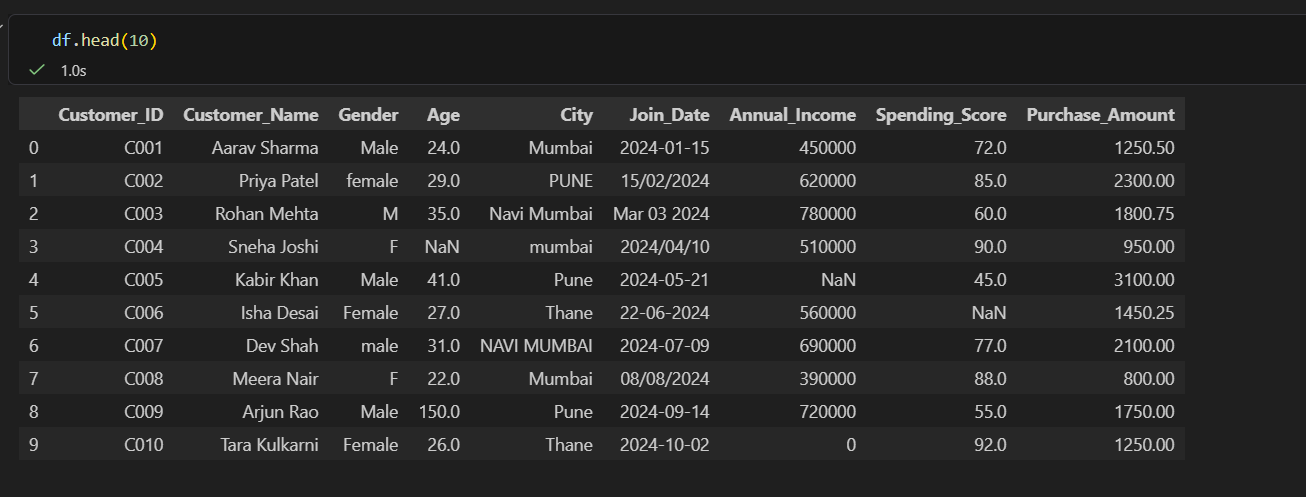 df.head(10)
1.0s
Customer_ID Customer_Name Gender Age City Join_Date Annual_Income Spending_Score Purchase_Amount
0 C001 Aarav Sharma Male 24.0 Mumbai 2024-01-15 450000 72.0 1250.50
1 C002 Priya Patel female 29.0 PUNE 15/02/2024 620000 85.0 2300.00
2 C003 Rohan Mehta M 35.0 Navi Mumbai Mar 03 2024 780000 60.0 1800.75
3 C004 Sneha Joshi F NaN mumbai 2024/04/10 510000 90.0 950.00
4 C005 Kabir Khan Male 41.0 Pune 2024-05-21 NaN 45.0 3100.00
5 C006 Isha Desai Female 27.0 Thane 22-06-2024 560000 NaN 1450.25
6 C007 Dev Shah male 31.0 NAVI MUMBAI 2024-07-09 690000 77.0 2100.00
7 C008 Meera Nair F 22.0 Mumbai 08/08/2024 390000 88.0 800.00
8 C009 Arjun Rao Male 150.0 Pune 2024-09-14 720000 55.0 1750.00
9 C010 Tara Kulkarni Female 26.0 Thane 2024-10-02 0 92.0 1250.00